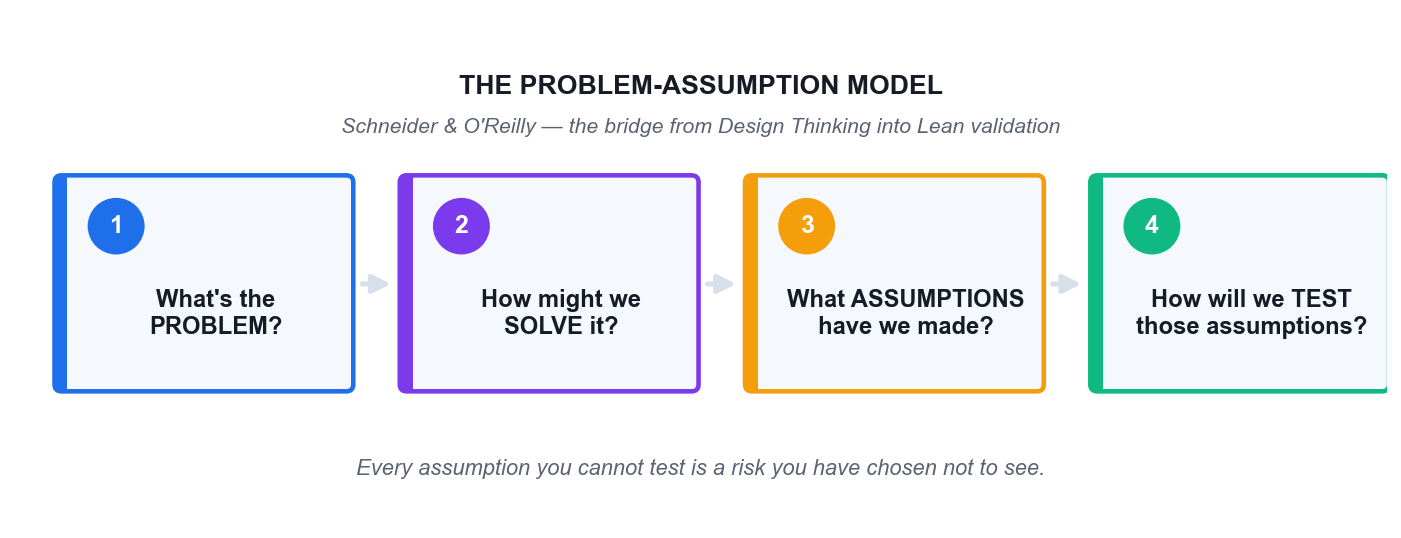 THE PROBLEM-ASSUMPTION MODEL
Schneider & O'Reilly — the bridge from Design Thinking into Lean validation
1
What's the
PROBLEM?
2
How might we
SOLVE it?
3
What ASSUMPTIONS
have we made?
4
How will we TEST
those assumptions?
Every assumption you cannot test is a risk you have chosen not to see.